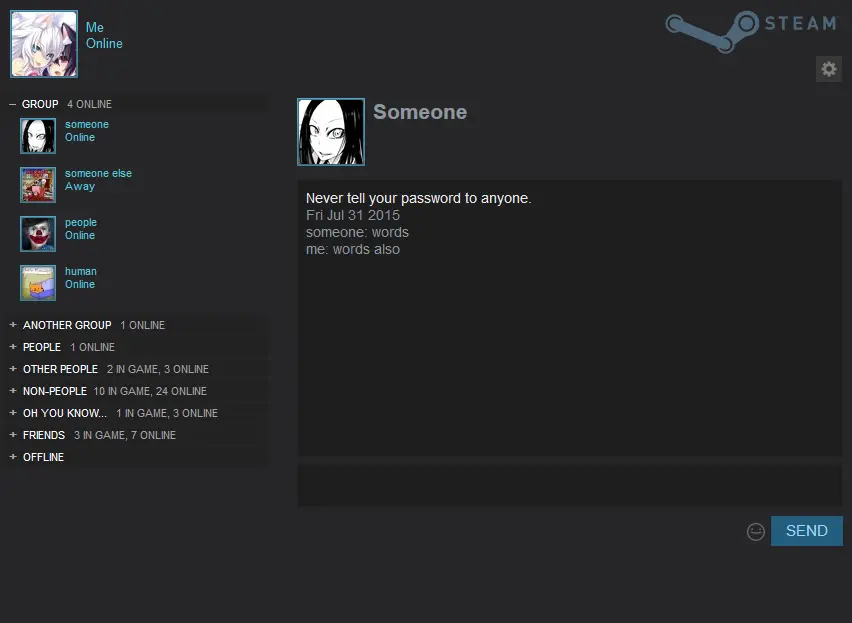 Me
Online
STEAM
– GROUP 4 ONLINE
someone
Online
someone else
Away
people
Online
human
Online
+ ANOTHER GROUP 1 ONLINE
+ PEOPLE 1 ONLINE
+ OTHER PEOPLE 2 IN GAME, 3 ONLINE
+ NON-PEOPLE 10 IN GAME, 24 ONLINE
+ OH YOU KNOW... 1 IN GAME, 3 ONLINE
+ FRIENDS 3 IN GAME, 7 ONLINE
+ OFFLINE
Someone
Never tell your password to anyone.
Fri Jul 31 2015
someone: words
me: words also
SEND